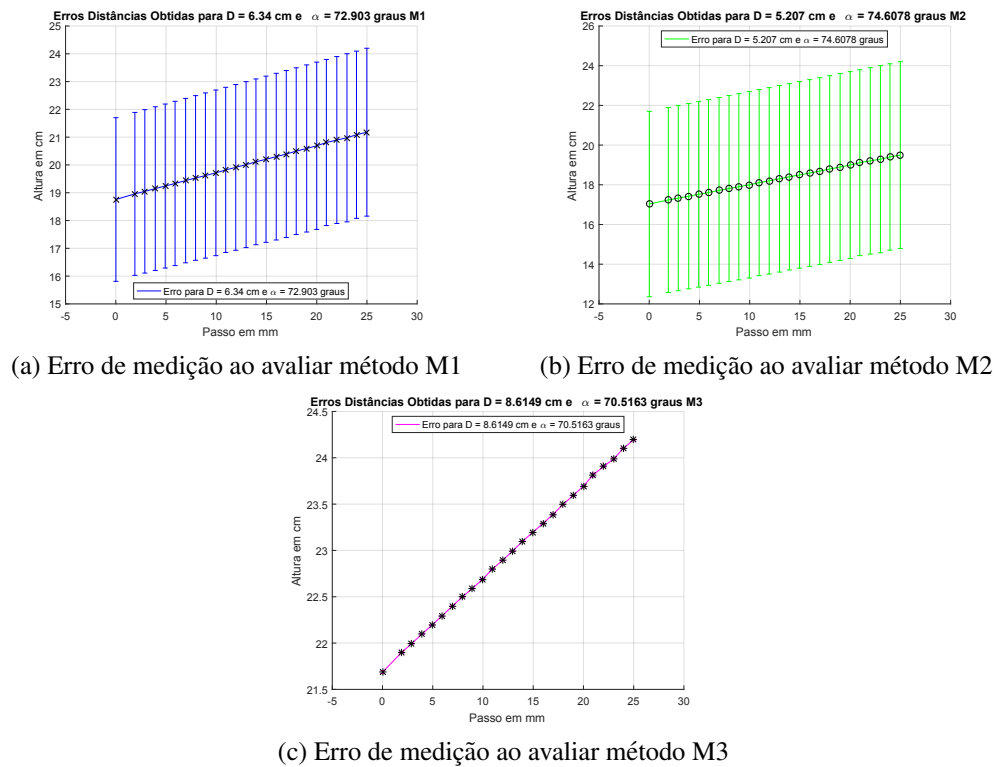 Erros Distâncias Obtidas para D = 6.34 cm e α = 72.903 graus M1
25
24
23
22
21
20
19
18
17
16
15
Altura em cm
Erro para D = 6.34 cm e α = 72.903 graus
-5 0 5 10 15 20 25 30
Passo em mm
(a) Erro de medição ao avaliar método M1
Erros Distâncias Obtidas para D = 5.207 cm e α = 74.6078 graus M2
Erro para D = 5.207 cm e α = 74.6078 graus
26
24
22
20
18
16
14
12
Altura em cm
-5 0 5 10 15 20 25 30
Passo em mm
(b) Erro de medição ao avaliar método M2
Erros Distâncias Obtidas para D = 8.6149 cm e α = 70.5163 graus M3
Erro para D = 8.6149 cm e α = 70.5163 graus
24.5
24
23.5
23
22.5
22
21.5
Altura em cm
-5 0 5 10 15 20 25 30
Passo em mm
(c) Erro de medição ao avaliar método M3